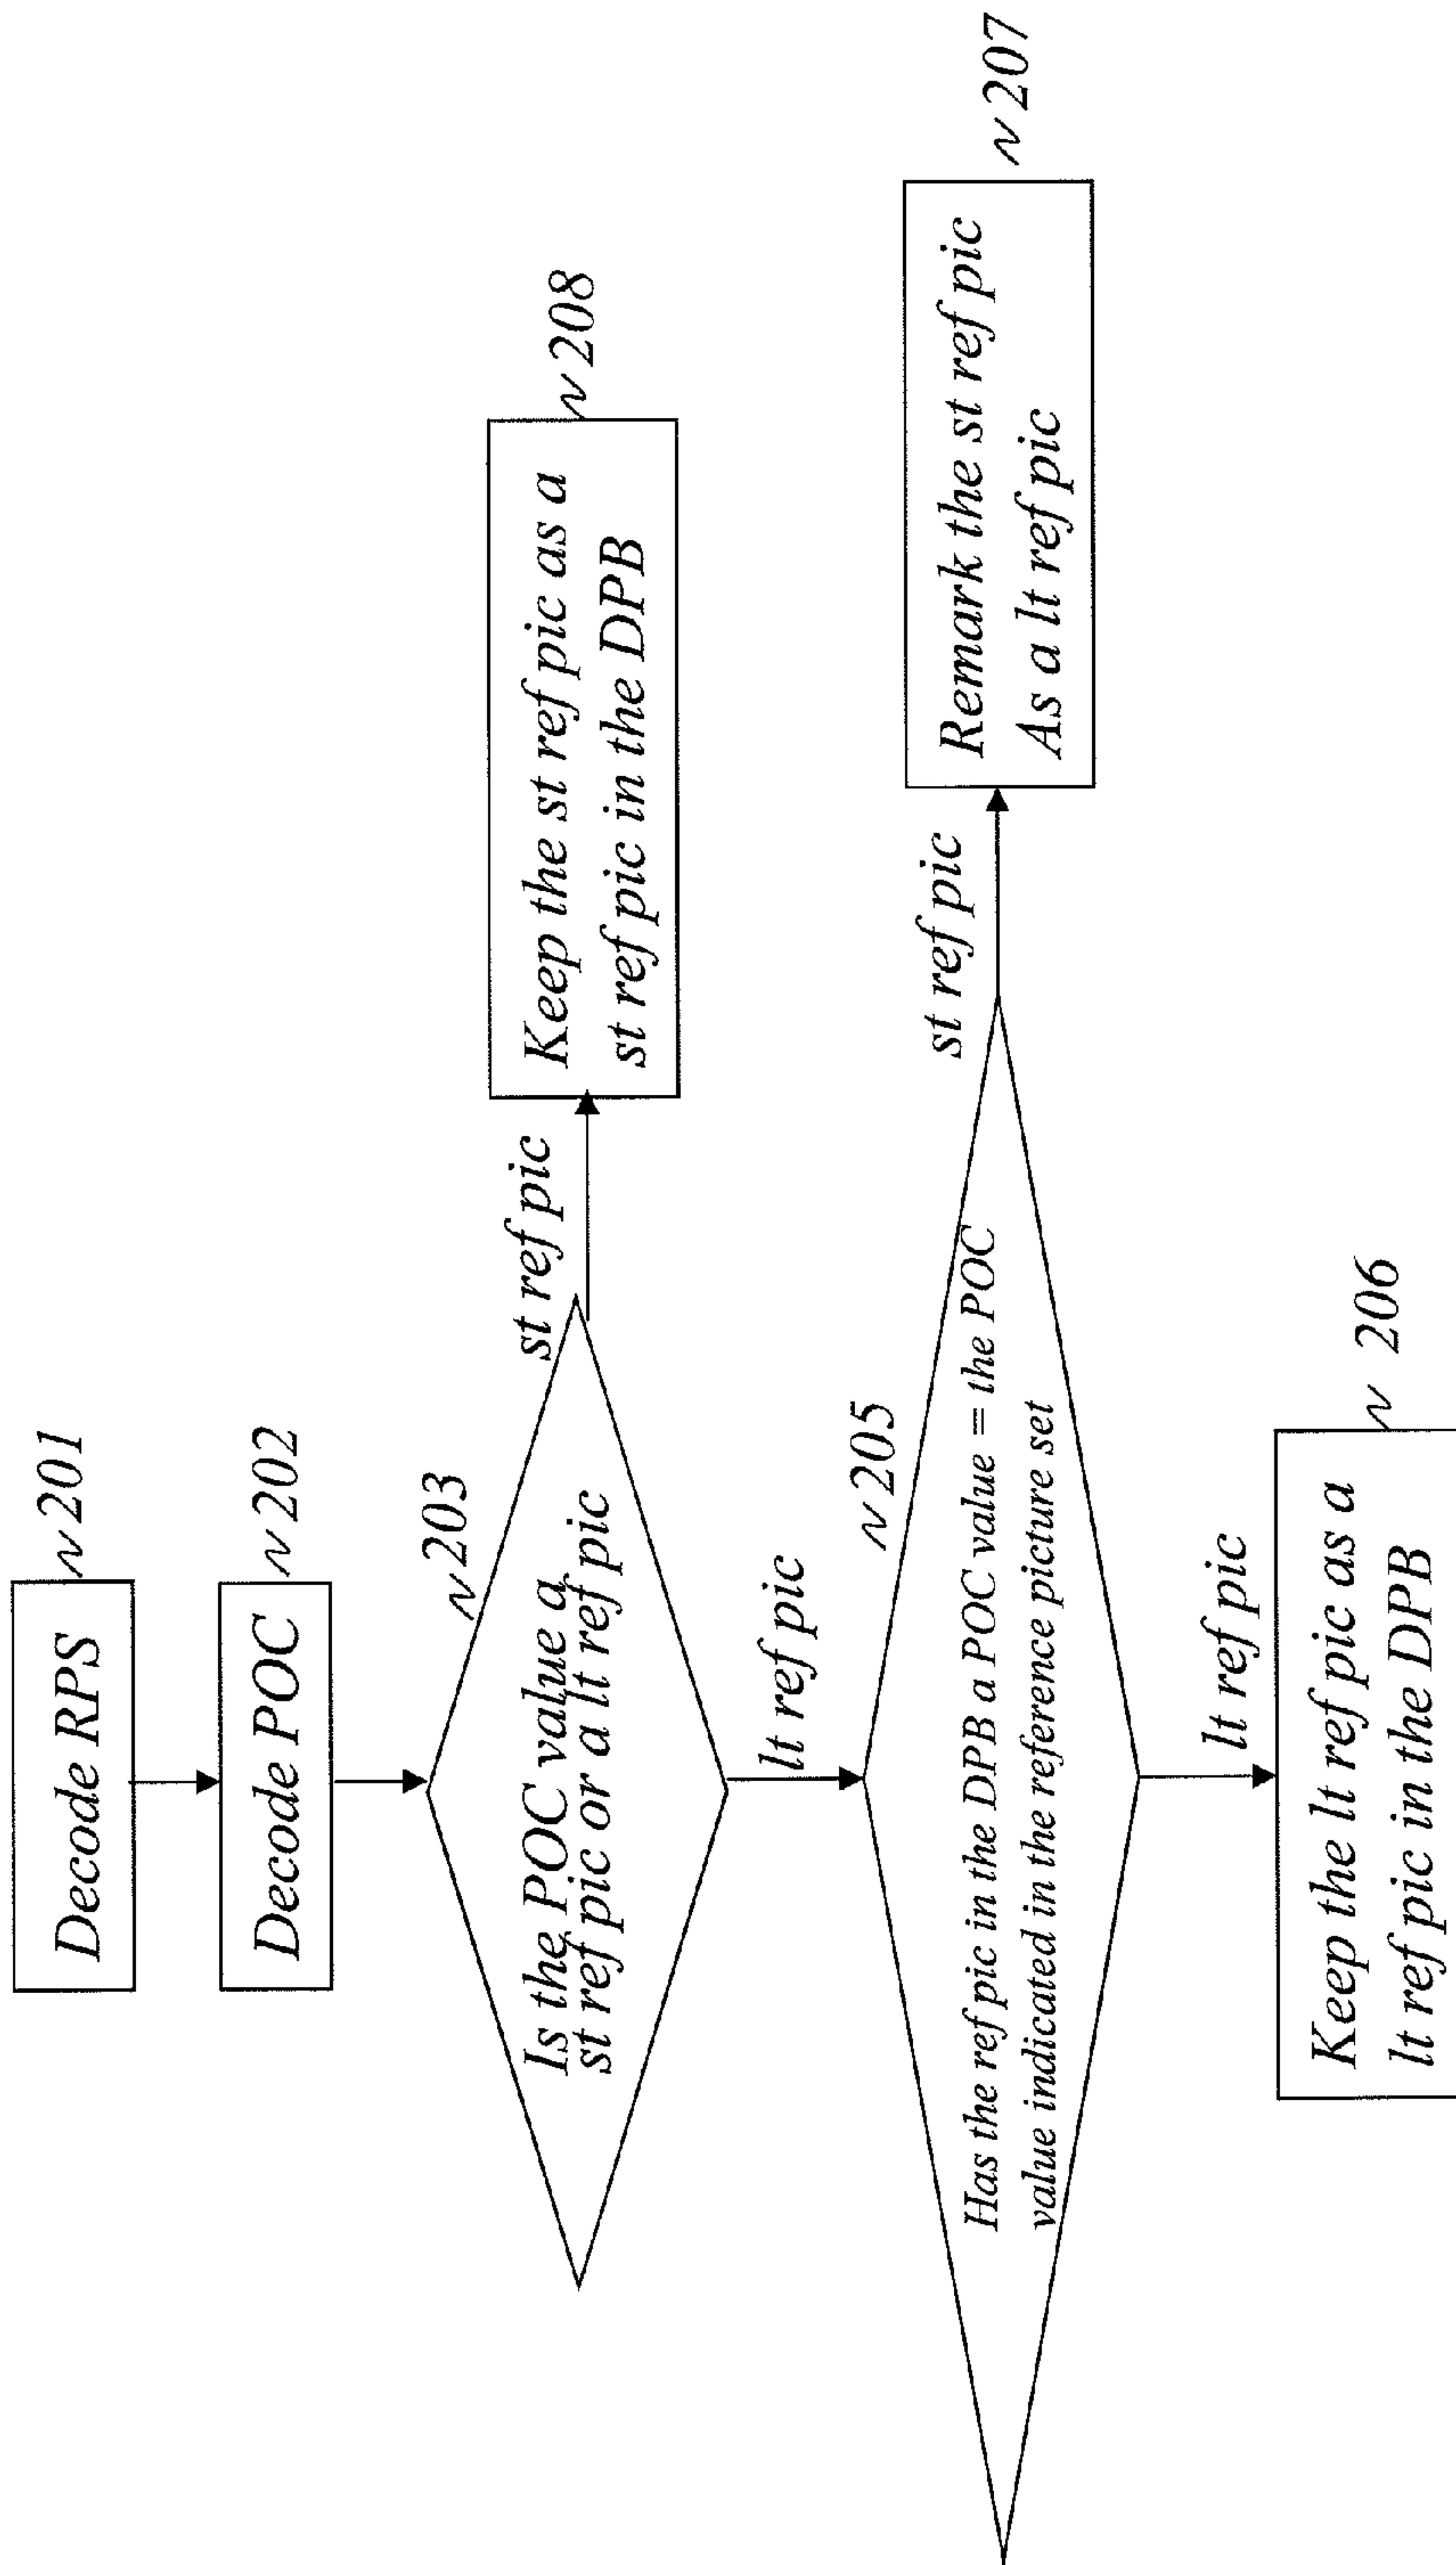 Decode RPS
201
Decode POC
202
203
Is the POC value a
st ref pic or a lt ref pic
st ref pic
Keep the st ref pic as a
st ref pic in the DPB
208
lt ref pic
205
Has the ref pic in the DPB a POC value = the POC
value indicated in the reference picture set
st ref pic
Remark the st ref pic
As a lt ref pic
207
lt ref pic
Keep the lt ref pic as a
lt ref pic in the DPB
206